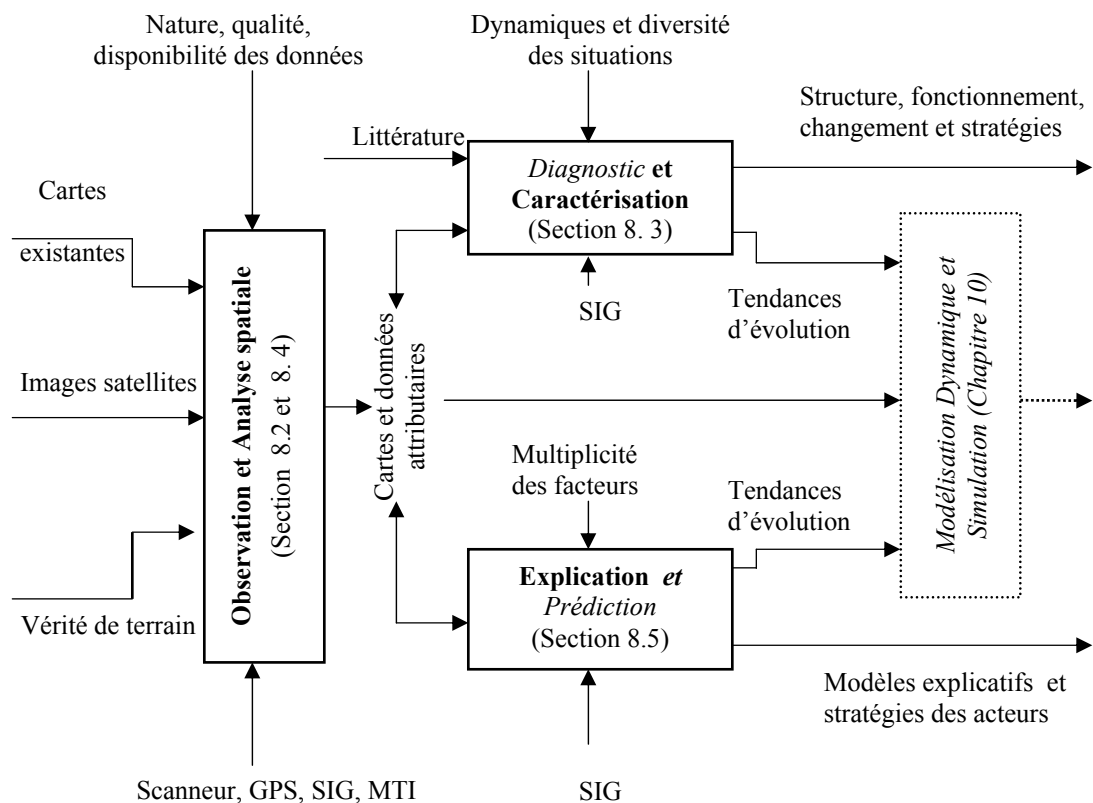 Nature, qualité,
disponibilité des données
Dynamiques et diversité
des situations
Structure, fonctionnement,
changement et stratégies
Littérature
Diagnostic et
Caractérisation
(Section 8. 3)
Cartes
existantes
Images satellites
Vérité de terrain
Observation et Analyse spatiale
(Section 8.2 et 8. 4)
Cartes et données
attributaires
SIG
Tendances
d’évolution
Modélisation Dynamique et
Simulation (Chapitre 10)
Multiplicité
des facteurs
Tendances
d’évolution
Explication et
Prédiction
(Section 8.5)
Modèles explicatifs et
stratégies des acteurs
Scanneur, GPS, SIG, MTI
SIG